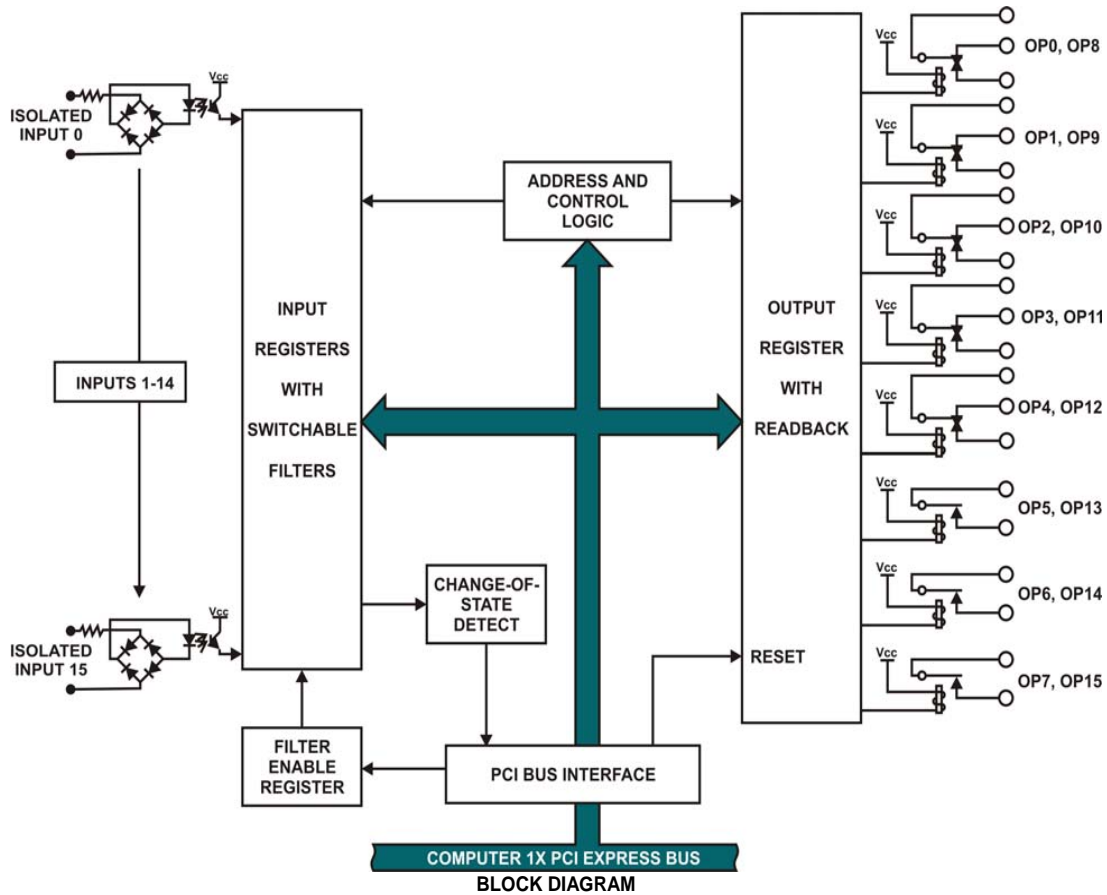 Vcc
ISOLATED
INPUT 0
INPUTS 1-14
Vcc
ISOLATED
INPUT 15
INPUT
REGISTERS
WITH
SWITCHABLE
FILTERS
FILTER
ENABLE
REGISTER
ADDRESS AND
CONTROL
LOGIC
CHANGE-OF-
STATE
DETECT
PCI BUS INTERFACE
OUTPUT
REGISTER
WITH
READBACK
RESET
Vcc
OP0, OP8
Vcc
OP1, OP9
Vcc
OP2, OP10
Vcc
OP3, OP11
Vcc
OP4, OP12
Vcc
OP5, OP13
Vcc
OP6, OP14
Vcc
OP7, OP15
COMPUTER 1X PCI EXPRESS BUS
BLOCK DIAGRAM